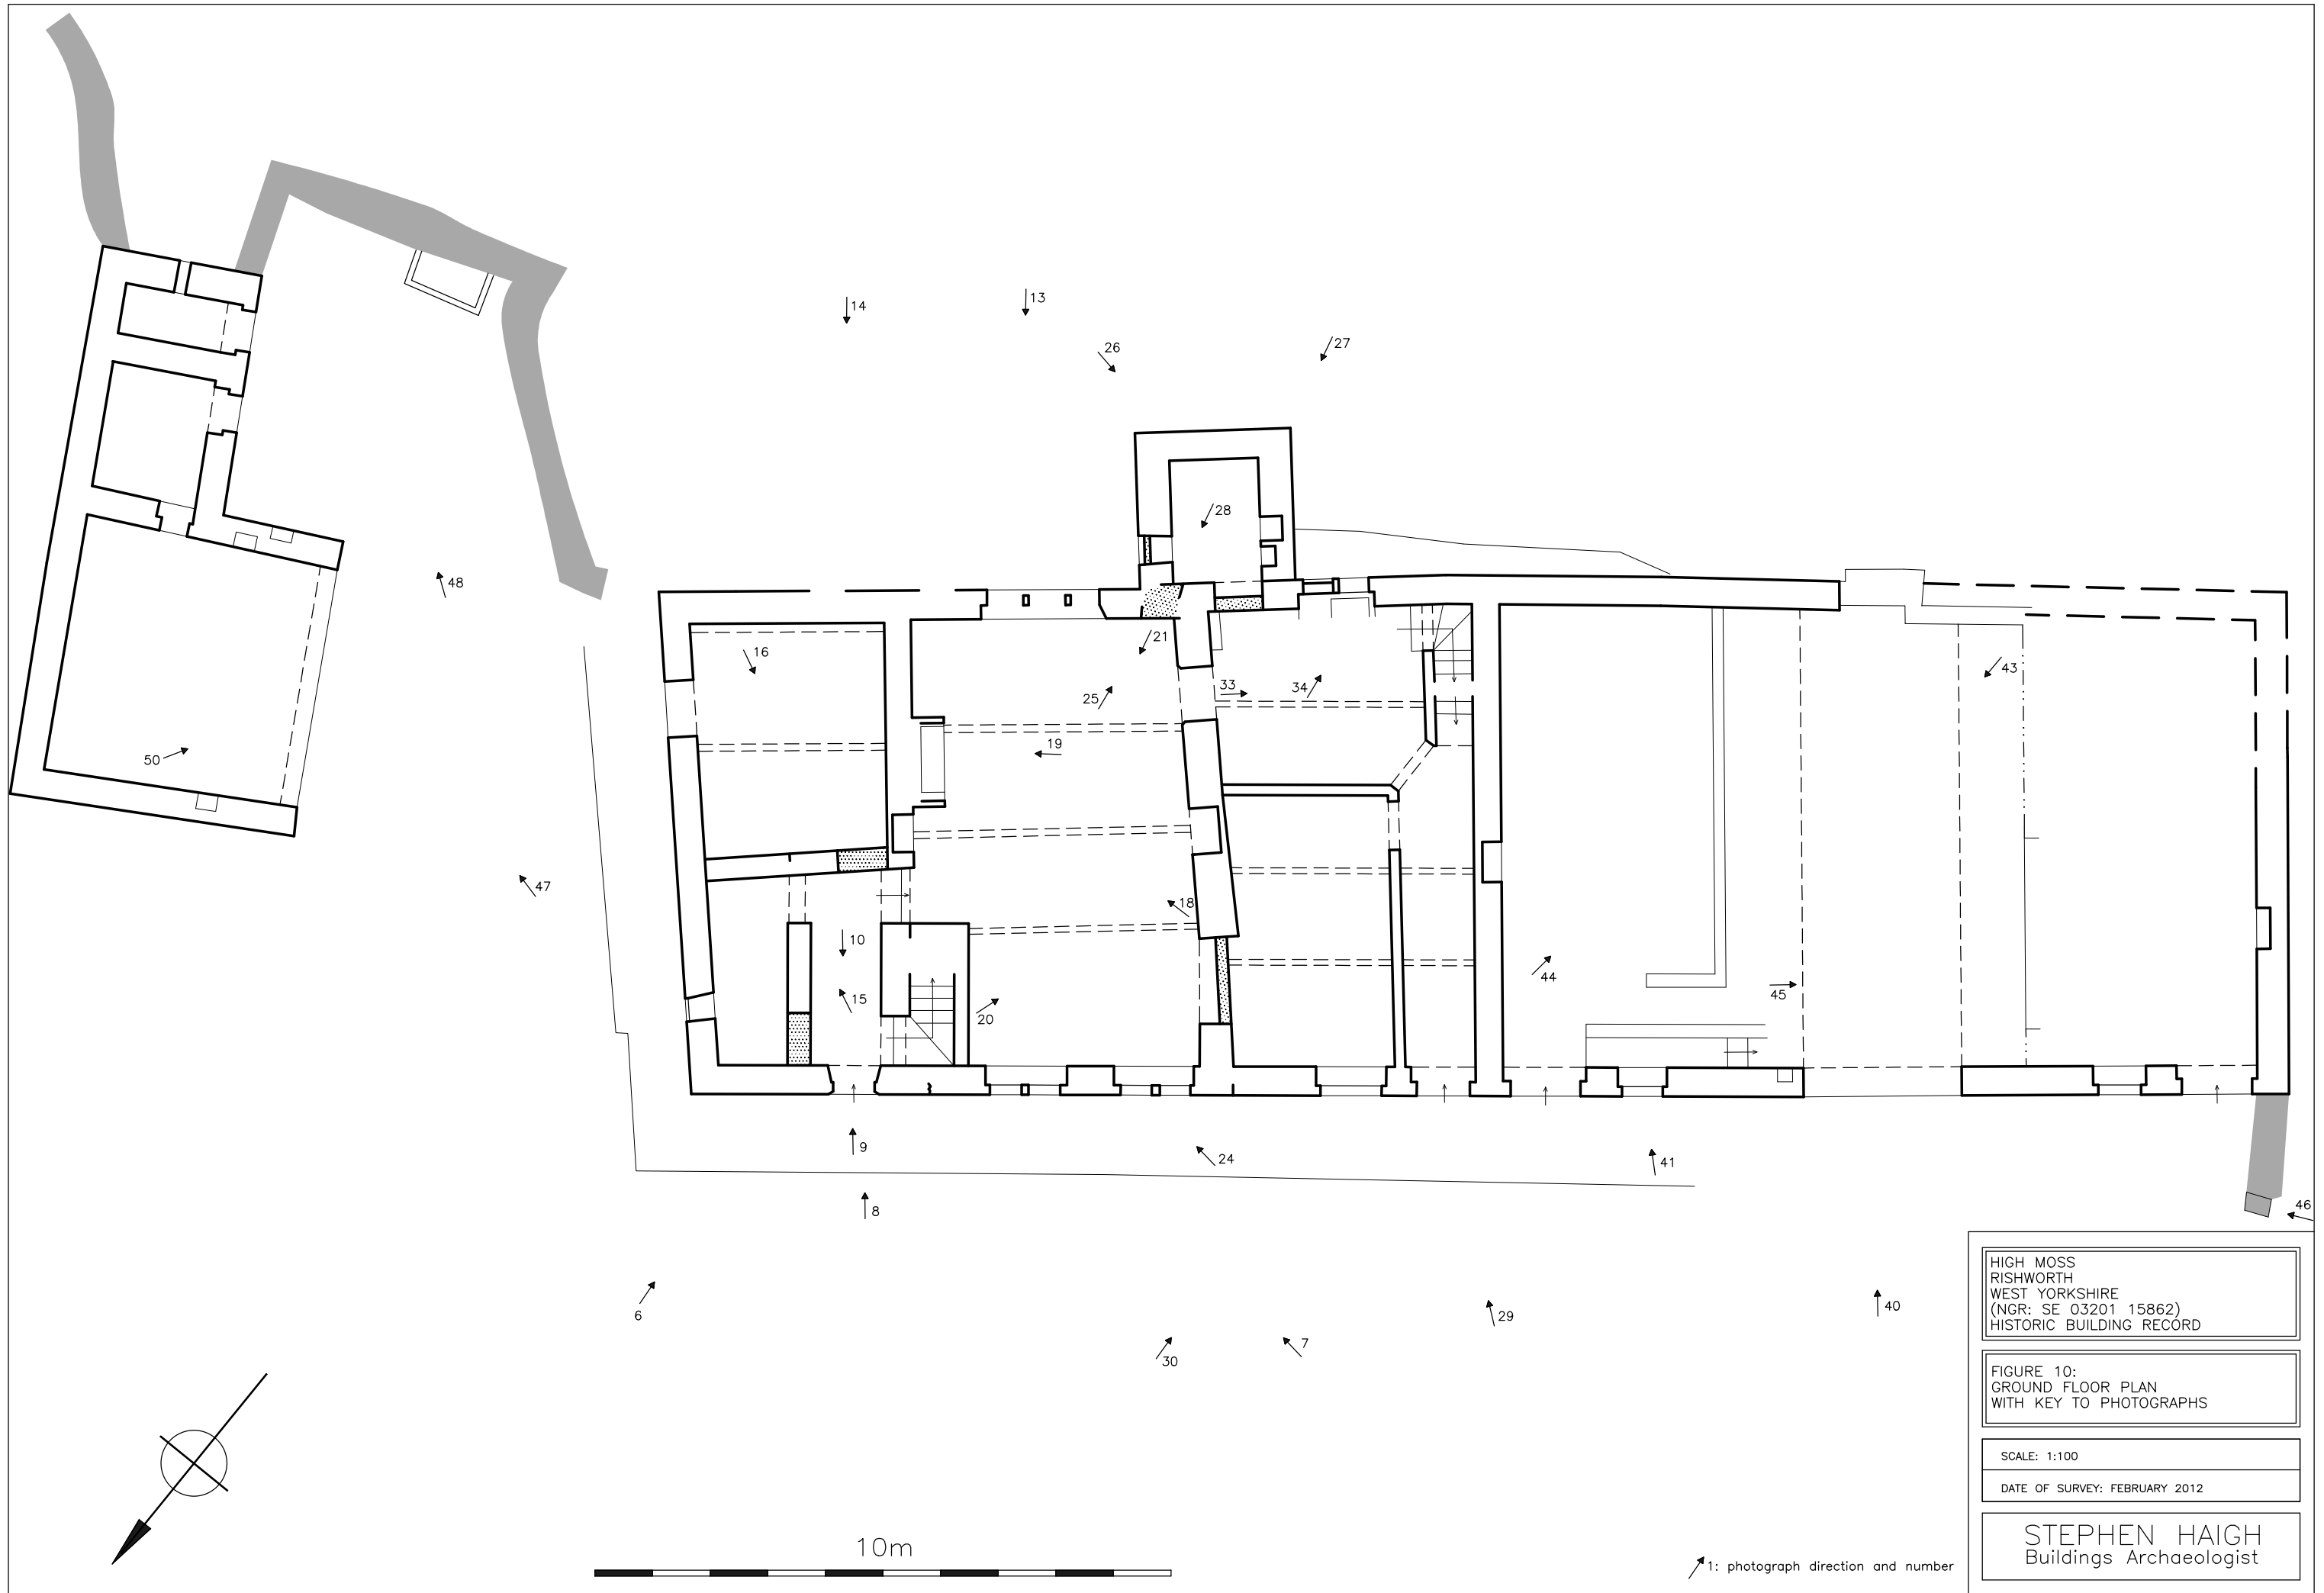 14
13
26
27
28
48
16
21
25
33
34
43
19
50
47
18
10
15
20
44
45
9
24
41
8
46
6
30
7
29
40
HIGH MOSS
RISHWORTH
WEST YORKSHIRE
(NGR: SE 03201 15862)
HISTORIC BUILDING RECORD
FIGURE 10:
GROUND FLOOR PLAN
WITH KEY TO PHOTOGRAPHS
SCALE: 1:100
DATE OF SURVEY: FEBRUARY 2012
STEPHEN HAIGH
Buildings Archaeologist
10m
1: photograph direction and number